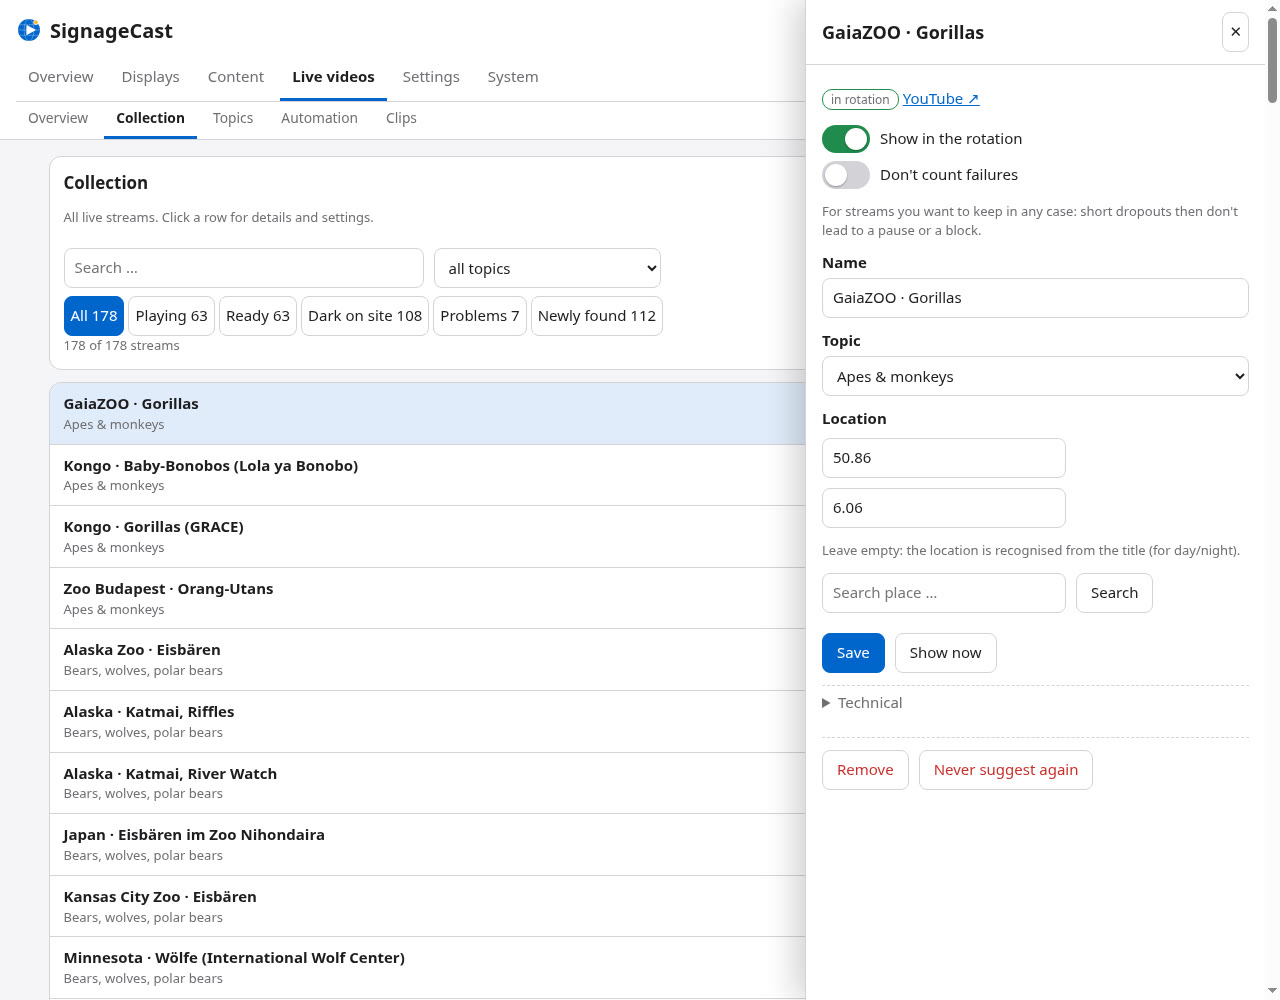 SignageCast
Overview Displays Content Live videos Settings System
Overview Collection Topics Automation Clips
Collection
All live streams. Click a row for details and settings.
Search ...
all topics
All 178 Playing 63 Ready 63 Dark on site 108 Problems 7 Newly found 112
178 of 178 streams
GaiaZOO · Gorillas
Apes & monkeys
Kongo · Baby-Bonobos (Lola ya Bonobo)
Apes & monkeys
Kongo · Gorillas (GRACE)
Apes & monkeys
Zoo Budapest · Orang-Utans
Apes & monkeys
Alaska Zoo · Eisbären
Bears, wolves, polar bears
Alaska · Katmai, Riffles
Bears, wolves, polar bears
Alaska · Katmai, River Watch
Bears, wolves, polar bears
Japan · Eisbären im Zoo Nihondaira
Bears, wolves, polar bears
Kansas City Zoo · Eisbären
Bears, wolves, polar bears
Minnesota · Wölfe (International Wolf Center)
Bears, wolves, polar bears
GaiaZOO · Gorillas
✕
in rotation YouTube ↗
Show in the rotation
Don't count failures
For streams you want to keep in any case: short dropouts then don't
lead to a pause or a block.
Name
GaiaZOO · Gorillas
Topic
Apes & monkeys
Location
50.86
6.06
Leave empty: the location is recognised from the title (for day/night).
Search place ...
Search
Save Show now
▶ Technical
Remove Never suggest again